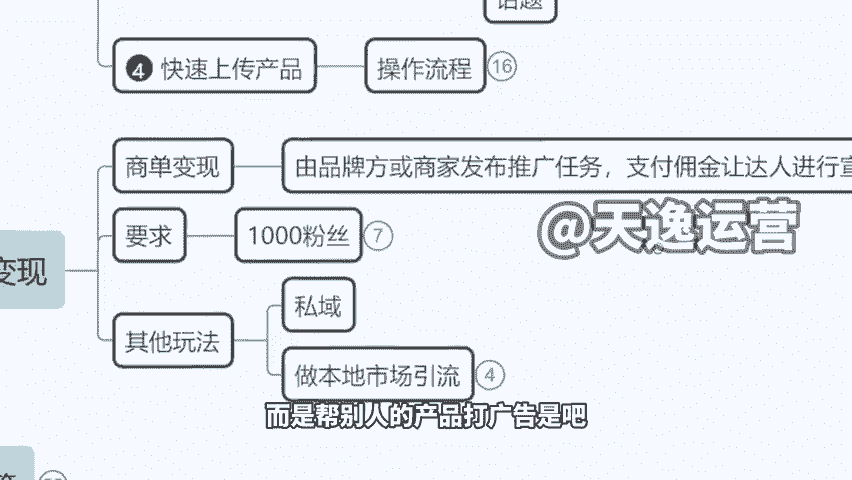 话题
4 快速上传产品
操作流程
16
商单变现
由品牌方或商家发布推广任务，支付佣金让达人进行宣
要求
1000粉丝
7
变现
其他玩法
私域
做本地市场引流
4
@天逸运营
而是帮别人的产品打广告是吧